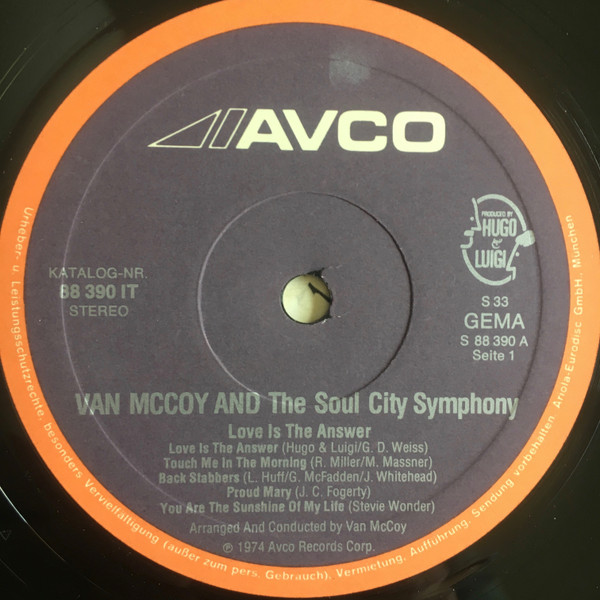 AVCO
PRODUCED BY
HUGO
&
LUIGI
KATALOG-NR.
88 390 IT
STEREO
S 33
GEMA
S 88 390 A
Seite 1
VAN MCCOY AND The Soul City Symphony
Love Is The Answer
Love Is The Answer (Hugo & Luigi/G. D. Weiss)
Touch Me In The Morning (R. Miller/M. Massner)
Back Stabbers (L. Huff/G. McFadden/J. Whitehead)
Proud Mary (J. C. Fogerty)
You Are The Sunshine Of My Life (Stevie Wonder)
Arranged And Conducted by Van McCoy
℗ 1974 Avco Records Corp.
Urheber- u. Leistungsschutzrechte, besonders Vervielfältigung (außer zum pers. Gebrauch), Vermietung, Aufführung, Sendung vorbehalten. Ariola-Eurodisc GmbH. München